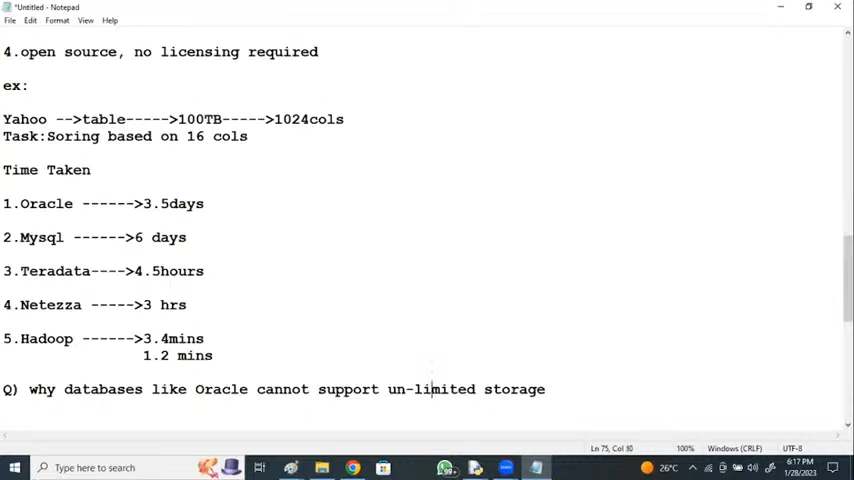 *Untitled - Notepad
File Edit Format View Help
4.open source, no licensing required
ex:
Yahoo -->table----->100TB----->1024cols
Task:Soring based on 16 cols
Time Taken
1.Oracle ------>3.5days
2.Mysql ------>6 days
3.Teradata---->4.5hours
4.Netezza ----->3 hrs
5.Hadoop ------>3.4mins
1.2 mins
Q) why databases like Oracle cannot support un-limited storage
Ln 75, Col 50 100% Windows (CRLF) UTF-8
Type here to search 99+ 26°C 6:17 PM
1/28/2023